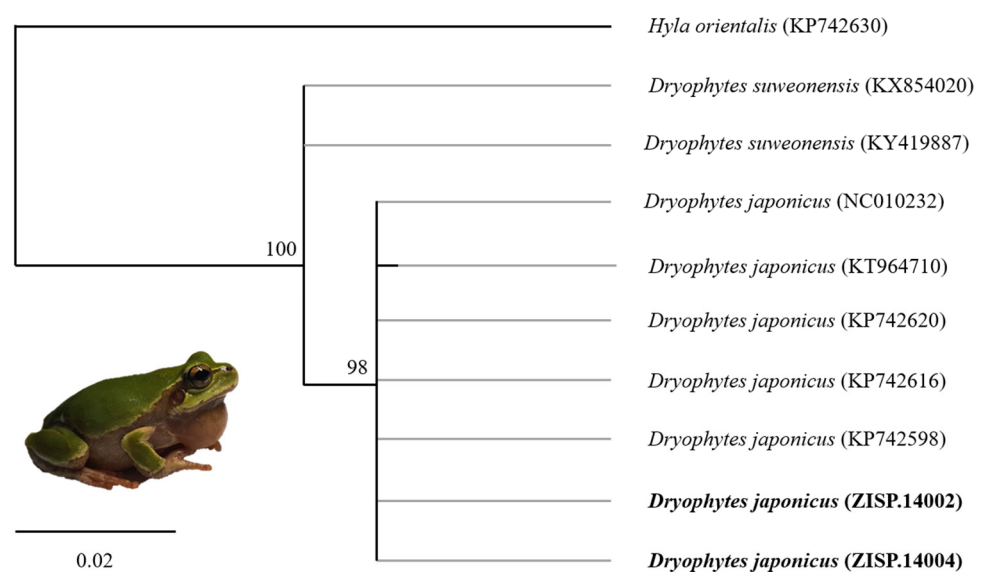 Hyla orientalis (KP742630)
Dryophytes suweonensis (KX854020)
Dryophytes suweonensis (KY419887)
Dryophytes japonicus (NC010232)
100
Dryophytes japonicus (KT964710)
Dryophytes japonicus (KP742620)
98
Dryophytes japonicus (KP742616)
Dryophytes japonicus (KP742598)
Dryophytes japonicus (ZISP.14002)
Dryophytes japonicus (ZISP.14004)
0.02